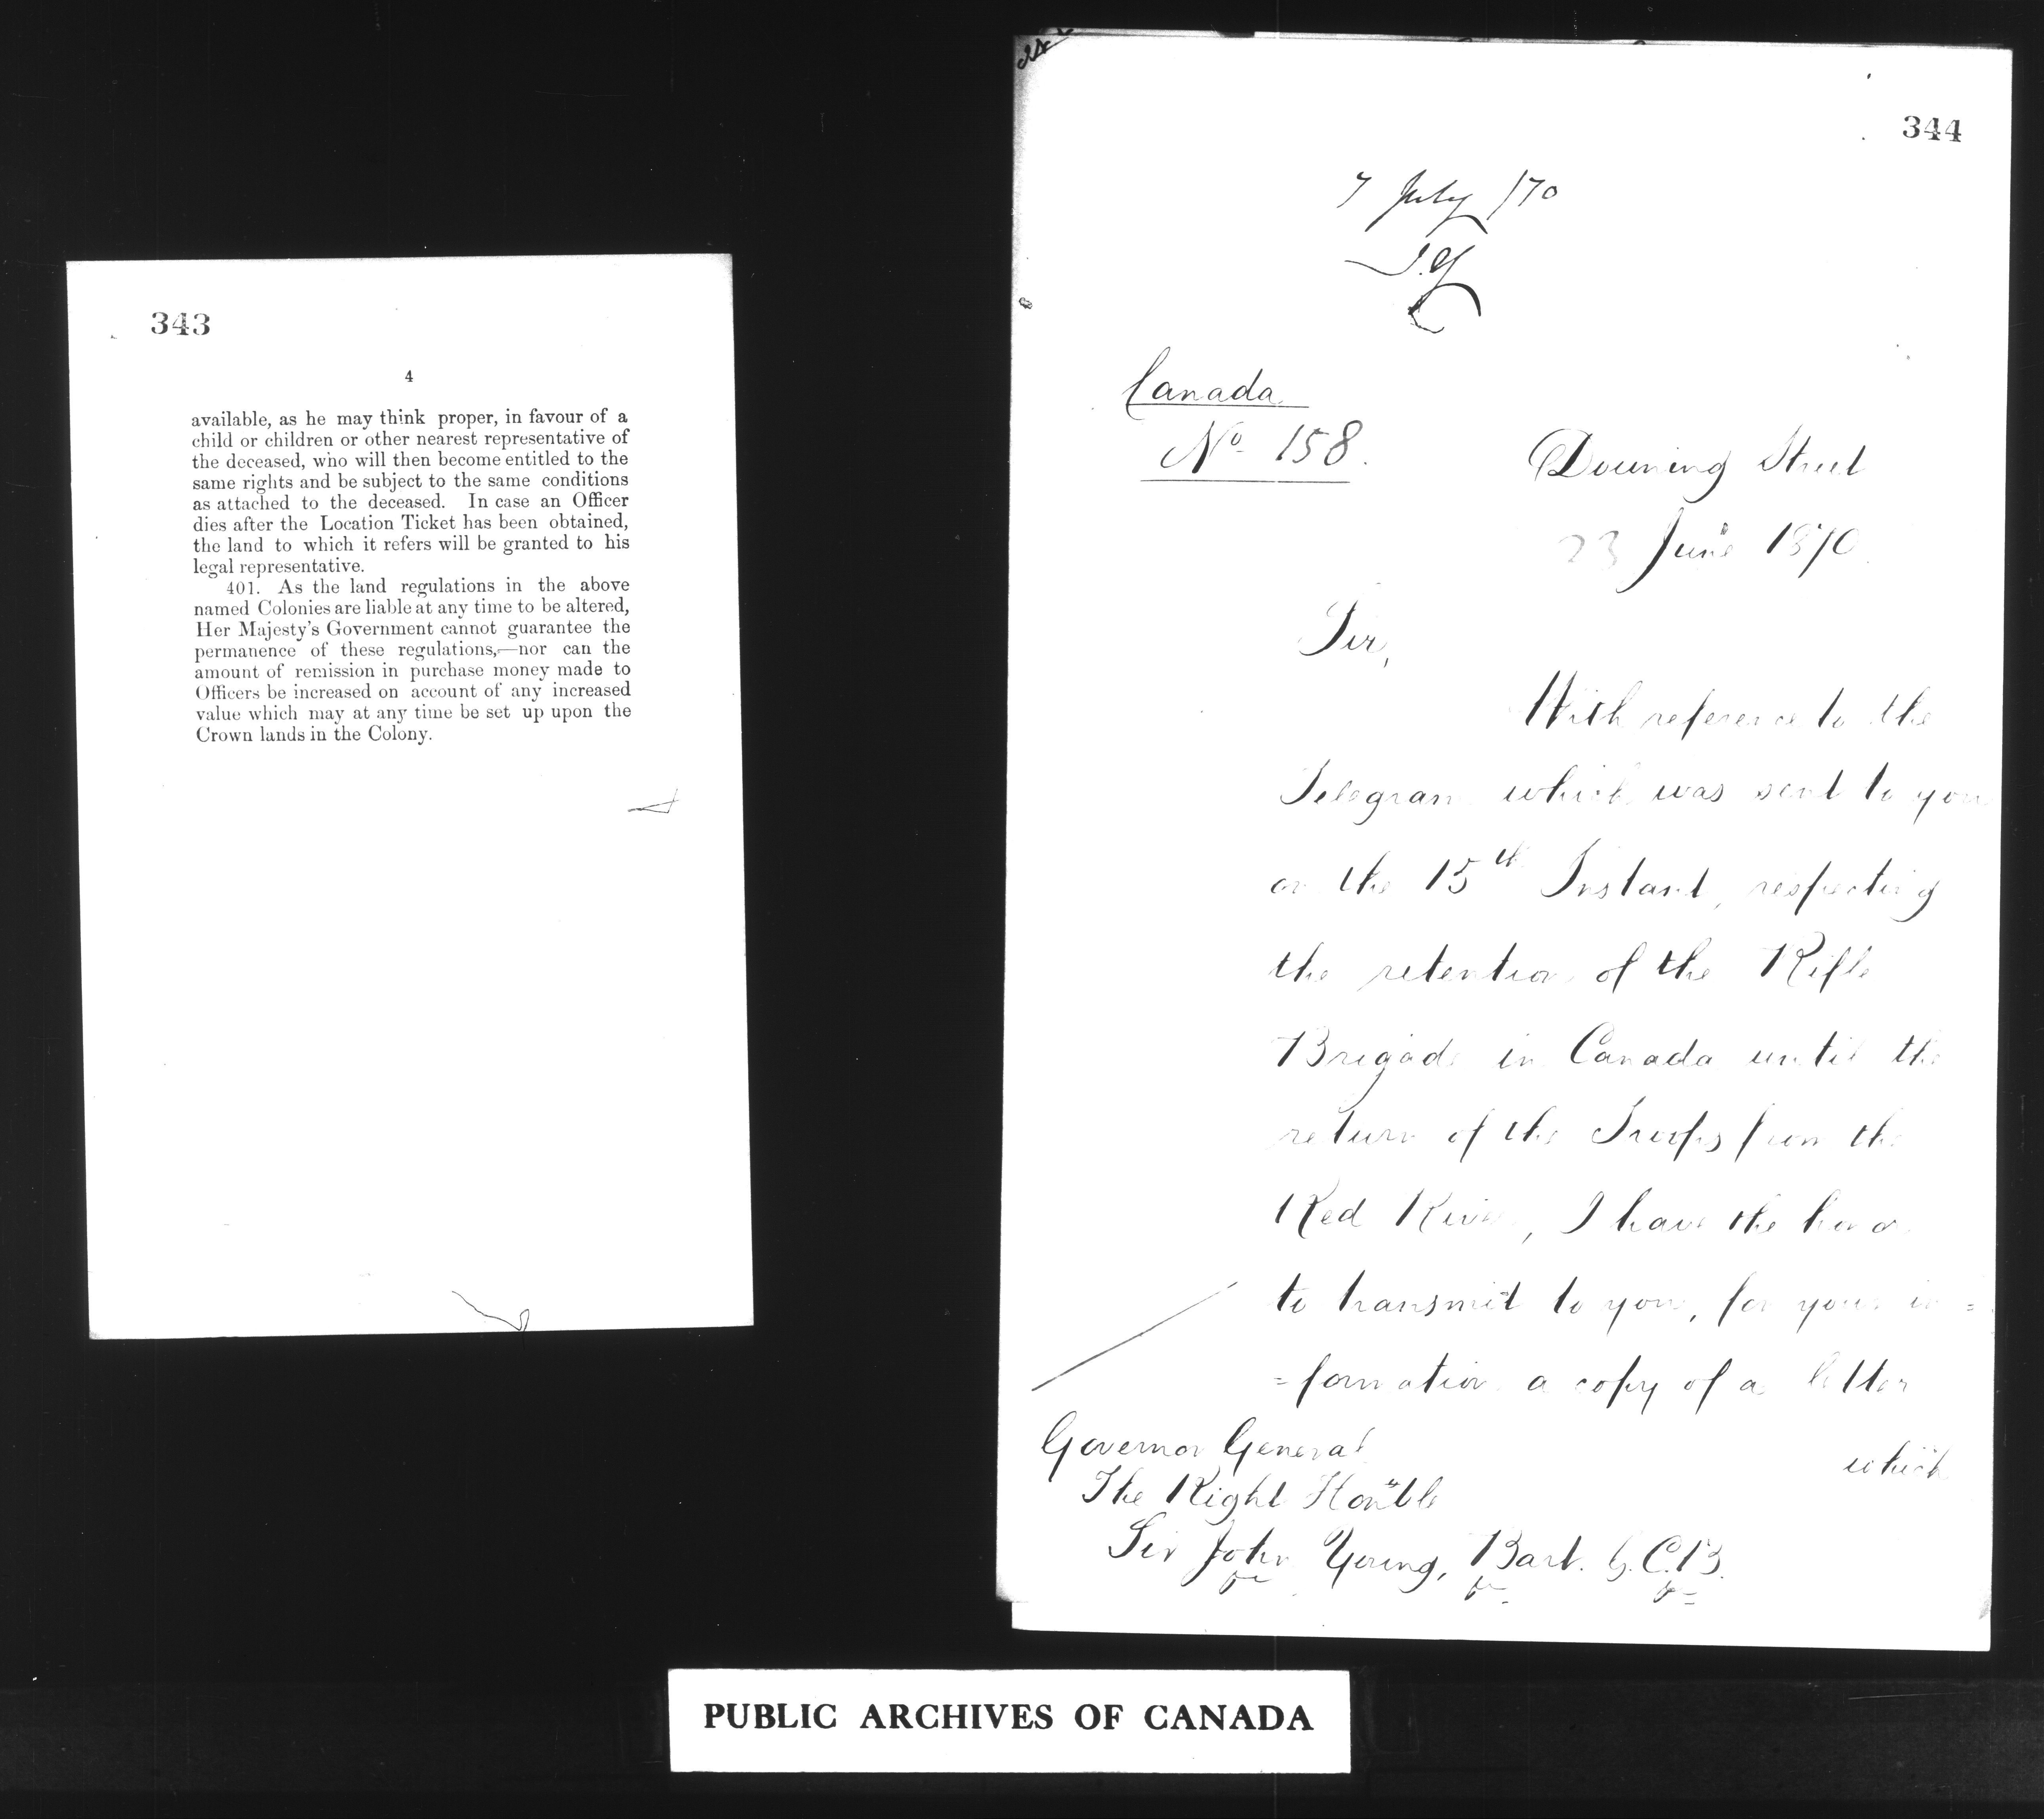 343
4
available, as he may think proper, in favour of a
child or children or other nearest representative of
the deceased, who will then become entitled to the
same rights and be subject to the same conditions
as attached to the deceased. In case an Officer
dies after the Location Ticket has been obtained,
the land to which it refers will be granted to his
legal representative.
401. As the land regulations in the above
named Colonies are liable at any time to be altered,
Her Majesty's Government cannot guarantee the
permanence of these regulations,—nor can the
amount of remission in purchase money made to
Officers be increased on account of any increased
value which may at any time be set up upon the
Crown lands in the Colony.
344
7 July /70
Canada
No 158.
Downing Street
23 June 1870
Sir,
With reference to the
Telegram which was sent to you
on the 15th Instant, respecting
the retention of the Rifle
Brigade in Canada until the
return of the Troops from the
Red River, I have the honor
to transmit to you, for your in=
=formation a copy of a letter
which
Governor General
The Right Honble
Sir John Young, Bart. G.C.B.
PUBLIC ARCHIVES OF CANADA